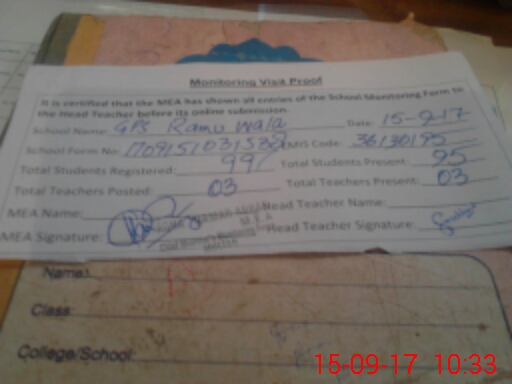 Monitoring Visit Proof
It is certified that the MEA has shown all entries of the School Monitoring Form to
the Head Teacher before its online submission.
School Name: GPS Ramu Wala Date: 15-9-17
School Form No: EMIS Code: 36130195
Total Students Registered: 99 Total Students Present: 95
Total Teachers Posted: 03 Total Teachers Present: 03
MEA Name: Head Teacher Name:
MEA Signature: Head Teacher Signature:
Name:
Class:
College/School:
15-09-17 10:33